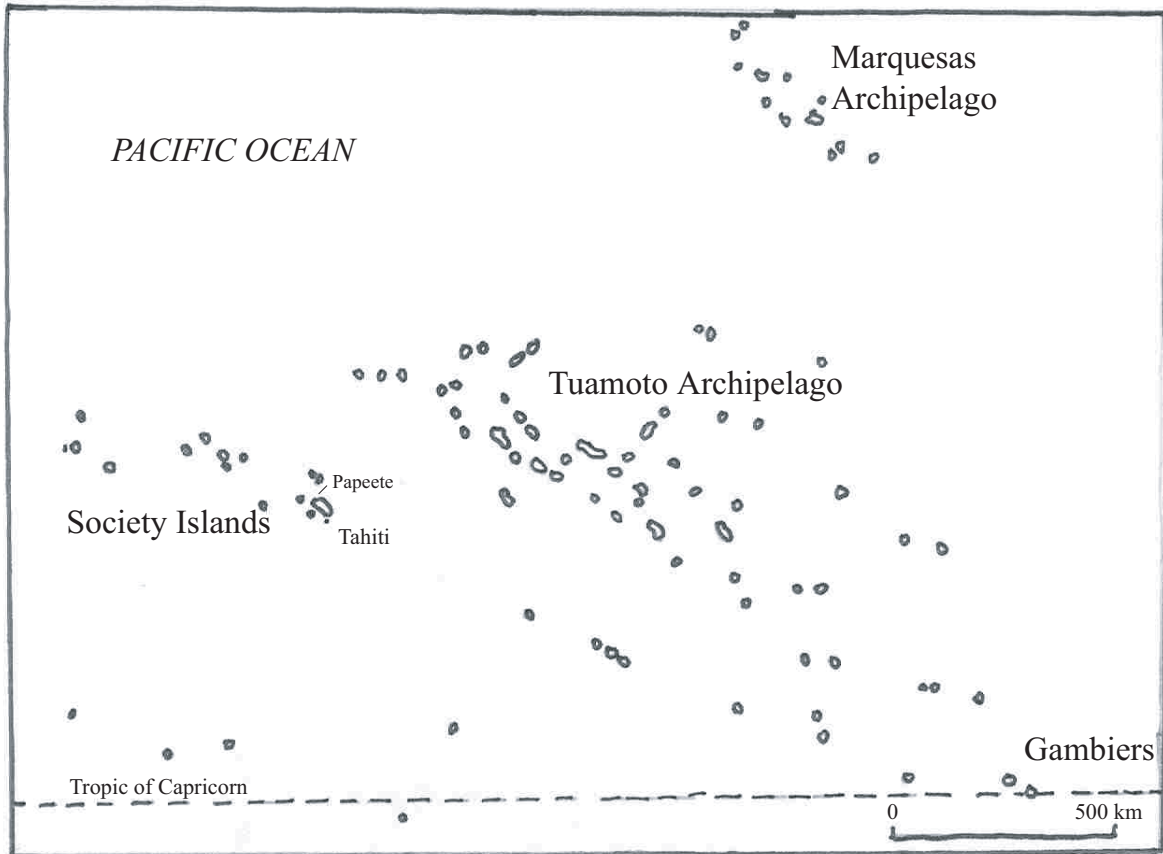 Marquesas
Archipelago
PACIFIC OCEAN
Tuamoto Archipelago
Papeete
Society Islands
Tahiti
Gambiers
Tropic of Capricorn
0 500 km